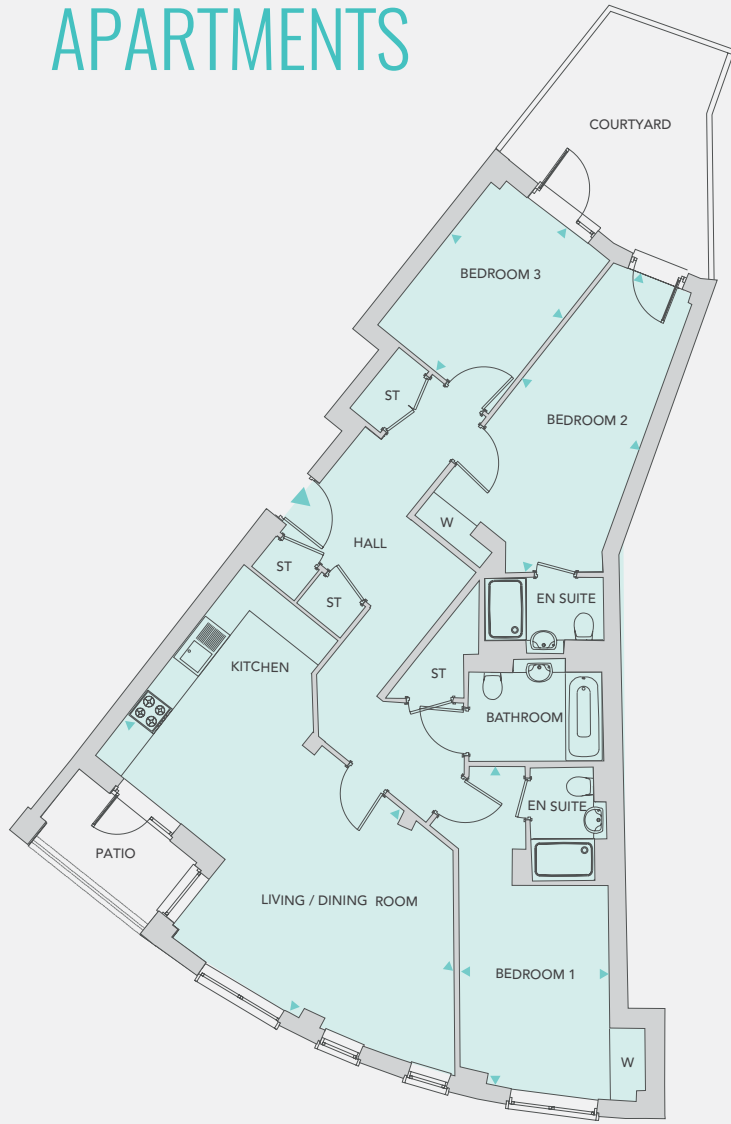 APARTMENTS
COURTYARD
BEDROOM 3
ST
BEDROOM 2
W
HALL
ST
ST
EN SUITE
KITCHEN
ST
BATHROOM
EN SUITE
PATIO
LIVING / DINING ROOM
BEDROOM 1
W